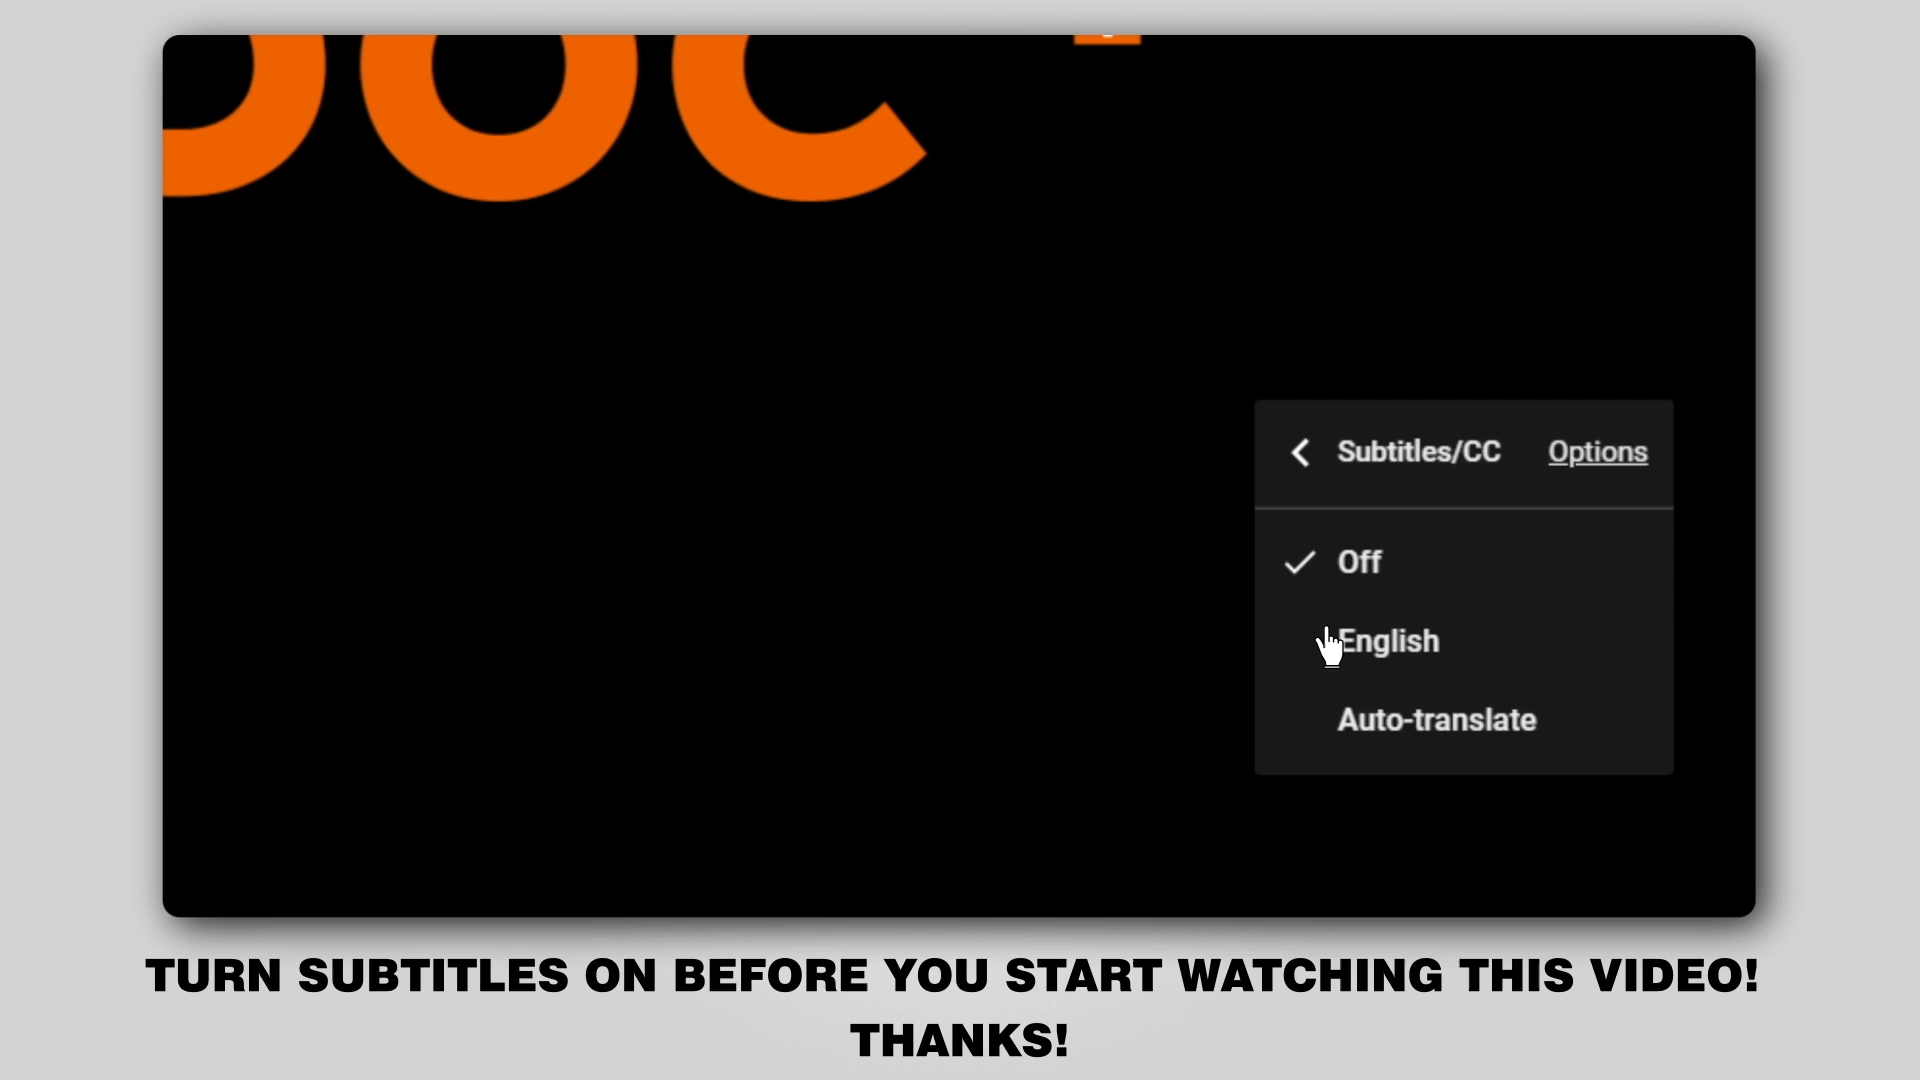 Subtitles/CC Options
Off
English
Auto-translate
TURN SUBTITLES ON BEFORE YOU START WATCHING THIS VIDEO!
THANKS!